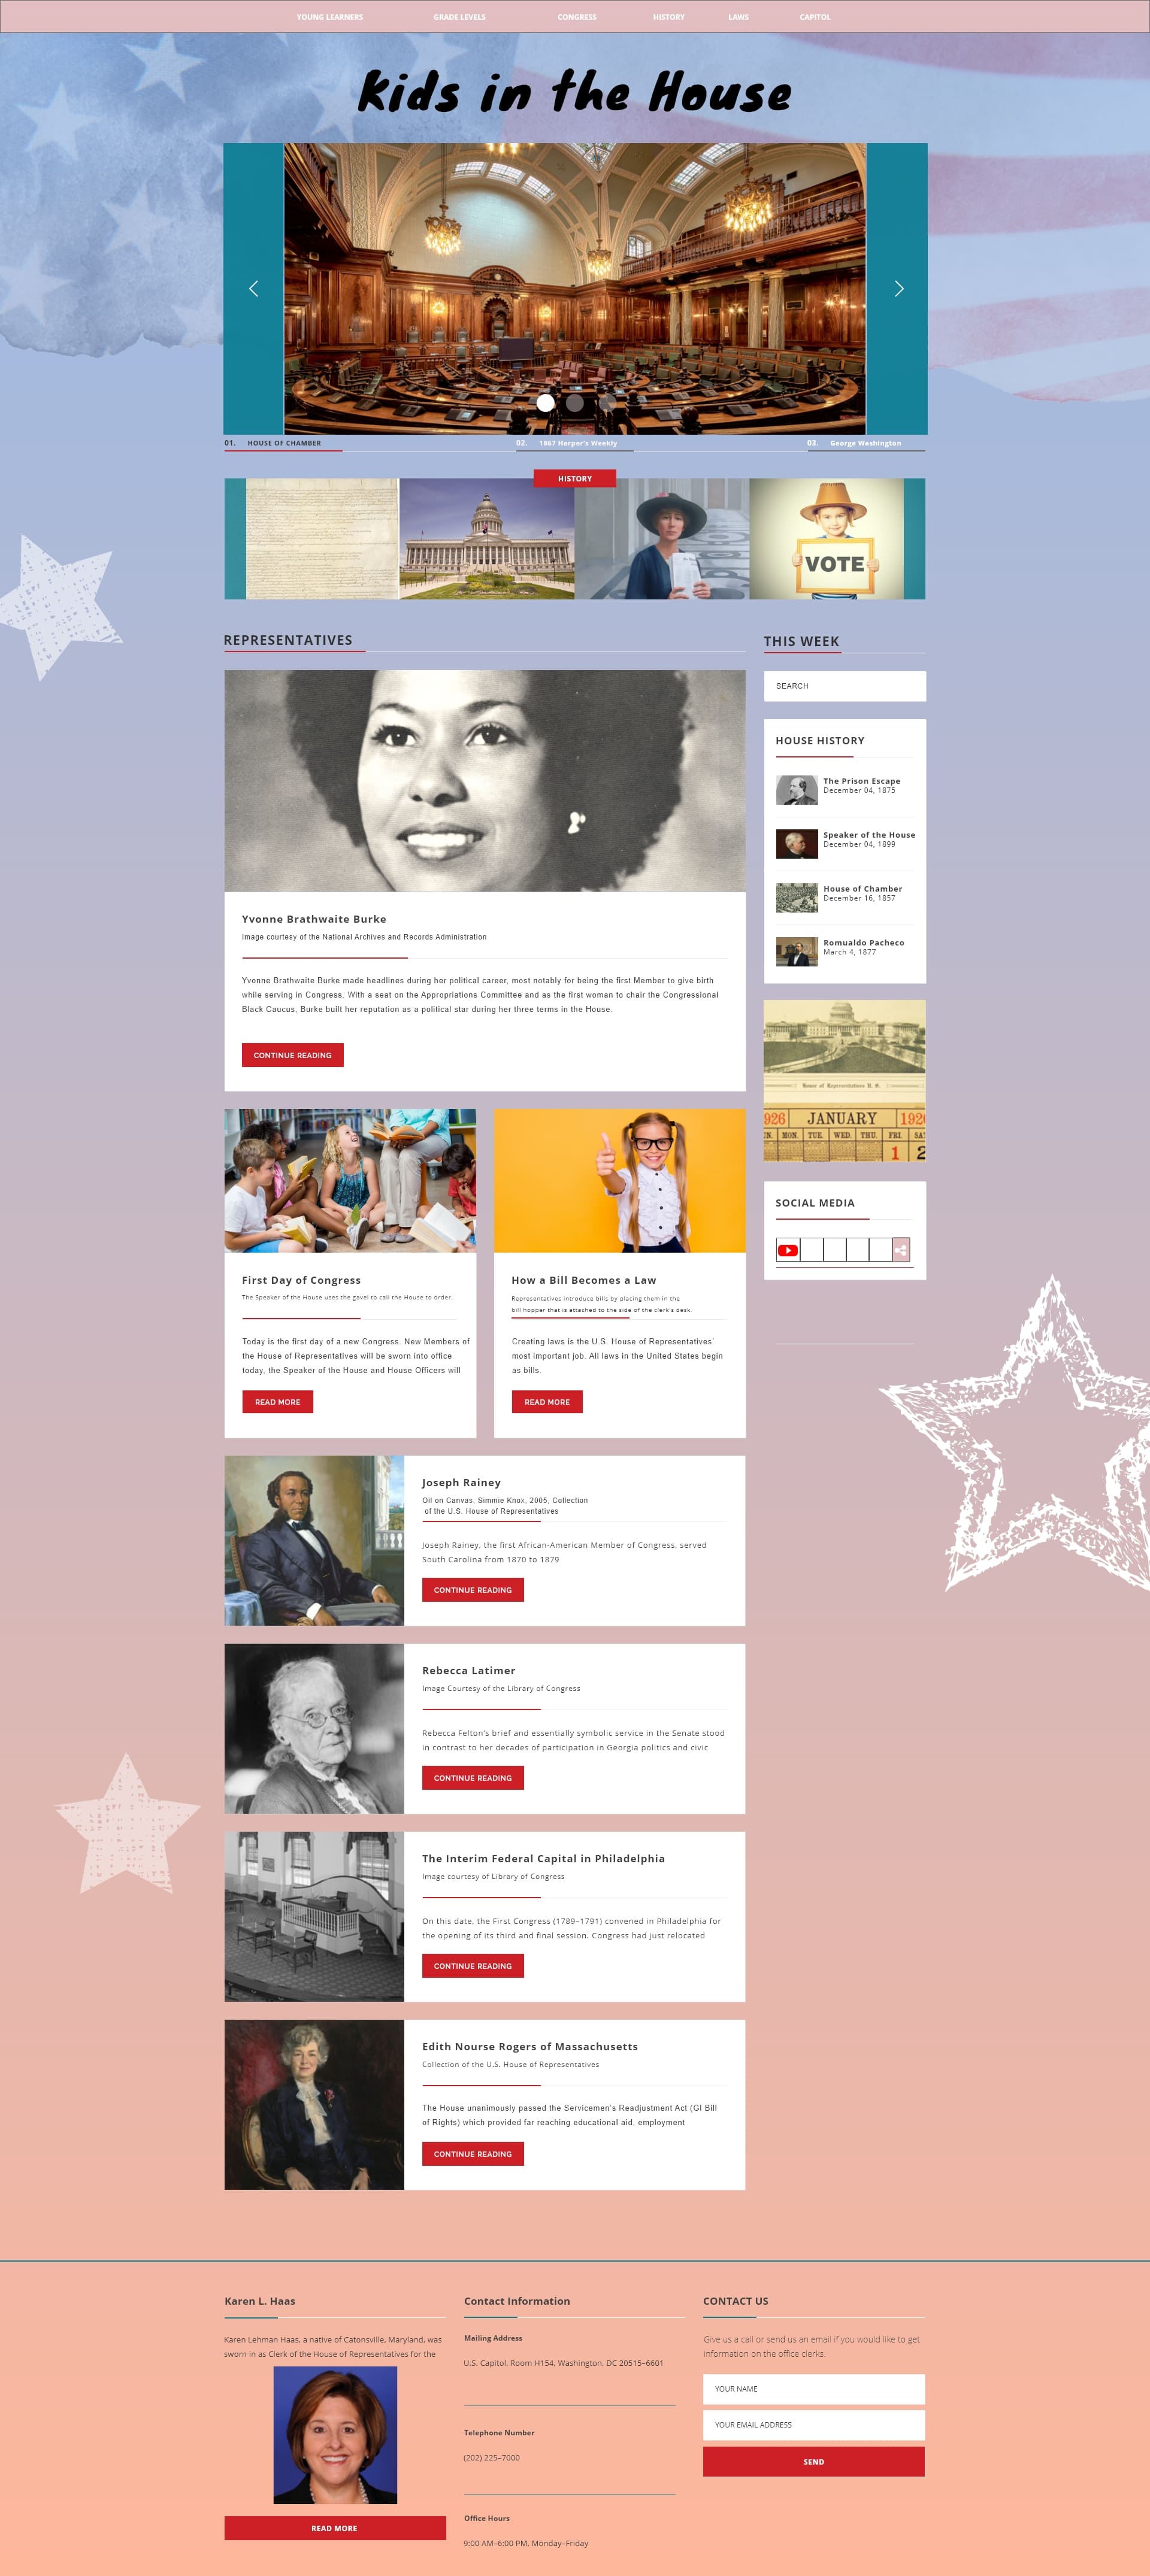 YOUNG LEARNERS GRADE LEVELS CONGRESS HISTORY LAWS CAPITOL
Kids in the House
01. HOUSE OF CHAMBER 02. 1867 Harper's Weekly 03. George Washington
HISTORY
VOTE
REPRESENTATIVES
Yvonne Brathwaite Burke
Image courtesy of the National Archives and Records Administration
Yvonne Brathwaite Burke made headlines during her political career, most notably for being the first Member to give birth
while serving in Congress. With a seat on the Appropriations Committee and as the first woman to chair the Congressional
Black Caucus, Burke built her reputation as a political star during her three terms in the House.
CONTINUE READING
First Day of Congress
The Speaker of the House uses the gavel to call the House to order.
Today is the first day of a new Congress. New Members of
the House of Representatives will be sworn into office
today, the Speaker of the House and House Officers will
READ MORE
How a Bill Becomes a Law
Representatives introduce bills by placing them in the
bill hopper that is attached to the side of the clerk's desk.
Creating laws is the U.S. House of Representatives'
most important job. All laws in the United States begin
as bills.
READ MORE
Joseph Rainey
Oil on Canvas, Simmie Knox, 2005, Collection
of the U.S. House of Representatives
Joseph Rainey, the first African-American Member of Congress, served
South Carolina from 1870 to 1879
CONTINUE READING
Rebecca Latimer
Image Courtesy of the Library of Congress
Rebecca Felton's brief and essentially symbolic service in the Senate stood
in contrast to her decades of participation in Georgia politics and civic
CONTINUE READING
The Interim Federal Capital in Philadelphia
Image courtesy of Library of Congress
On this date, the First Congress (1789–1791) convened in Philadelphia for
the opening of its third and final session. Congress had just relocated
CONTINUE READING
Edith Nourse Rogers of Massachusetts
Collection of the U.S. House of Representatives
The House unanimously passed the Servicemen's Readjustment Act (GI Bill
of Rights) which provided far reaching educational aid, employment
CONTINUE READING
THIS WEEK
SEARCH
HOUSE HISTORY
The Prison Escape
December 04, 1875
Speaker of the House
December 04, 1899
House of Chamber
December 16, 1857
Romualdo Pacheco
March 4, 1877
House of Representatives U. S.
926 JANUARY 192
N. MON. TUE. WED. THU. FRI. SA
1 2
SOCIAL MEDIA
Karen L. Haas
Karen Lehman Haas, a native of Catonsville, Maryland, was
sworn in as Clerk of the House of Representatives for the
READ MORE
Contact Information
Mailing Address
U.S. Capitol, Room H154, Washington, DC 20515–6601
Telephone Number
(202) 225–7000
Office Hours
9:00 AM–6:00 PM, Monday–Friday
CONTACT US
Give us a call or send us an email if you would like to get
information on the office clerks.
YOUR NAME
YOUR EMAIL ADDRESS
SEND